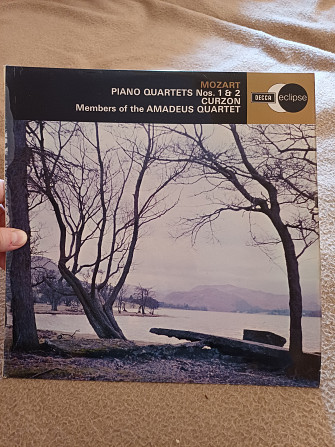 MOZART
PIANO QUARTETS Nos. 1 & 2
CURZON
Members of the AMADEUS QUARTET
DECCA eclipse